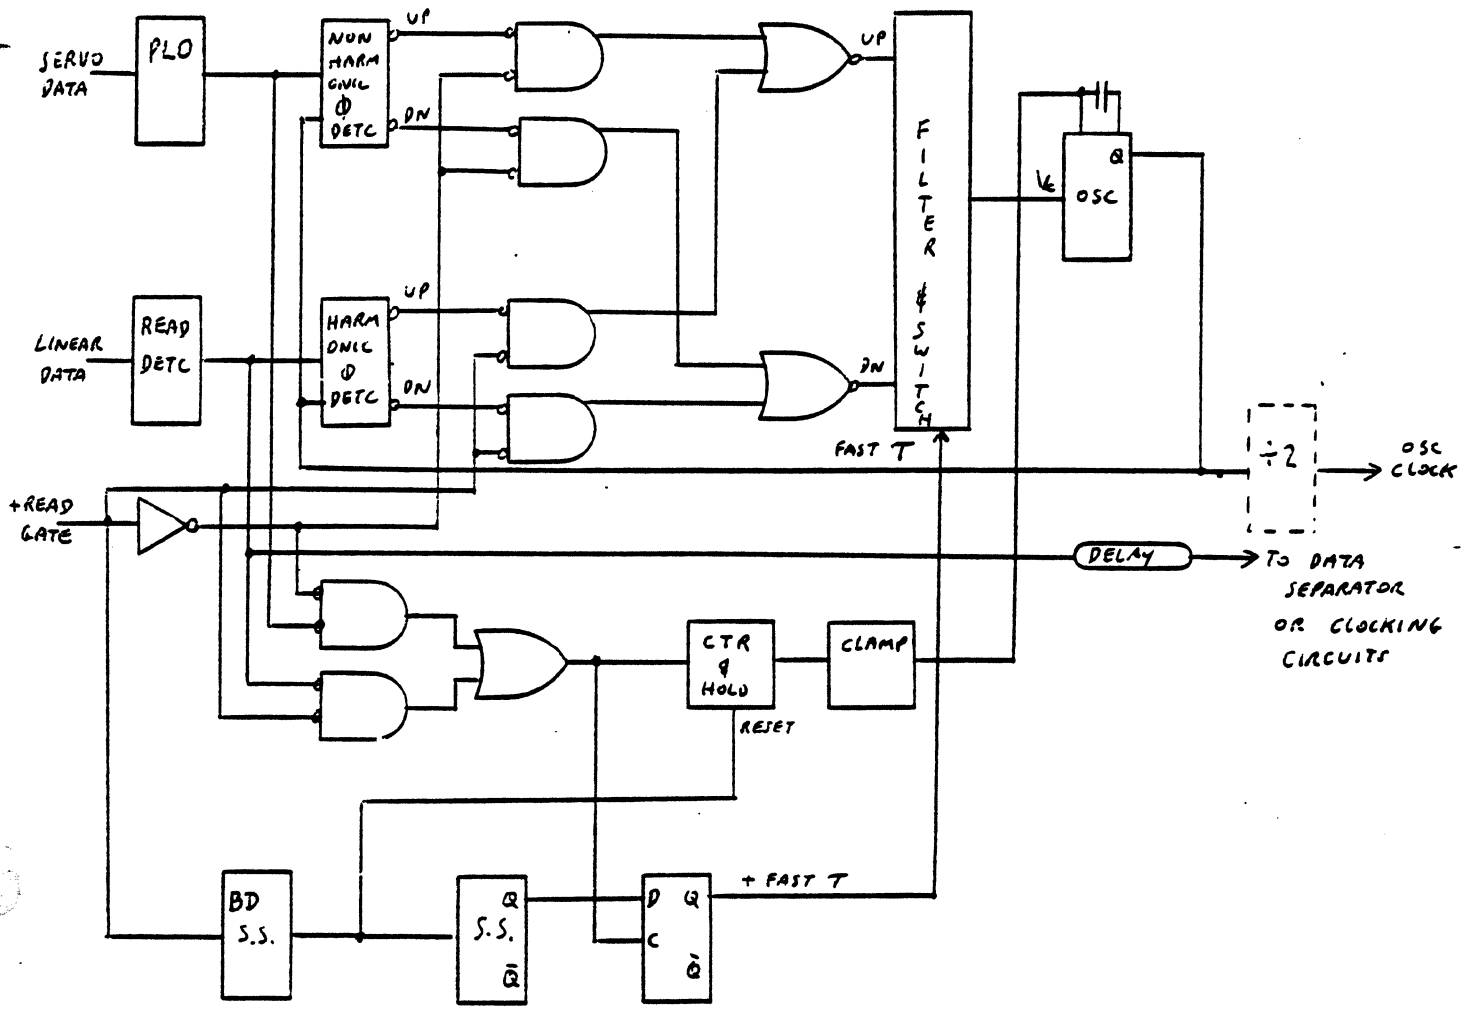 SERVO
DATA
PLO
NON
HARM
ONIC
Φ
DETC
UP
DN
UP
FILTER
&
SWITCH
Vc
Q
OSC
LINEAR
DATA
READ
DETC
HARM
ONIC
Φ
DETC
UP
DN
DN
FAST T
÷2
OSC
CLOCK
+READ
GATE
DELAY
TO DATA
SEPARATOR
OR CLOCKING
CIRCUITS
CTR
&
HOLD
CLAMP
RESET
BD
S.S.
Q
S.S.
Q̄
D Q
C
Q̄
+ FAST T